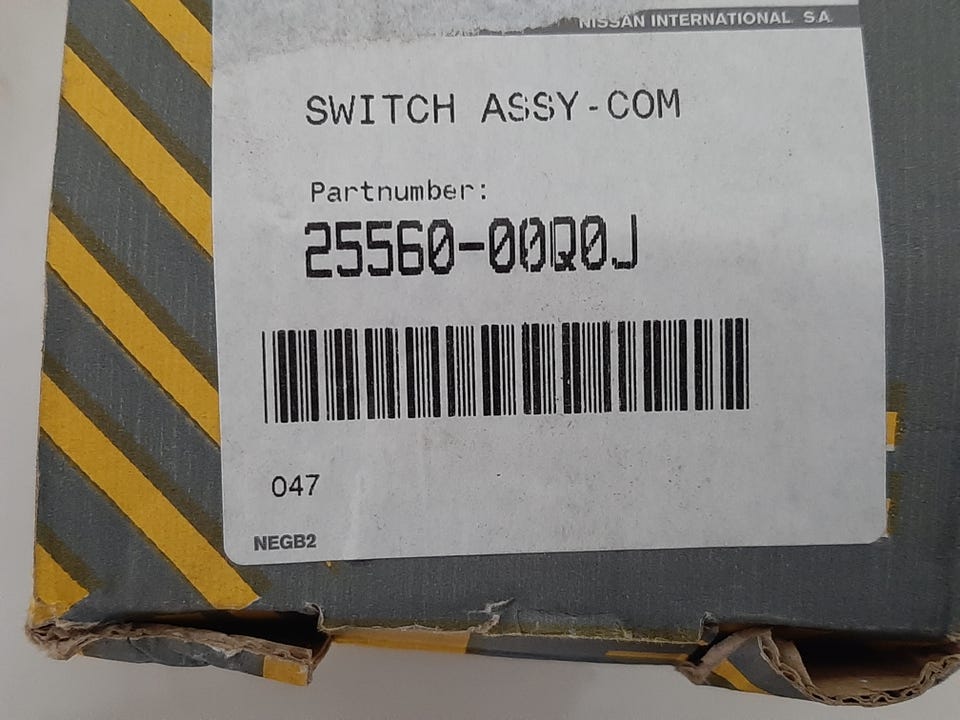 NISSAN INTERNATIONAL S.A.
SWITCH ASSY-COM
Partnumber:
25560-00Q0J
047
NEGB2